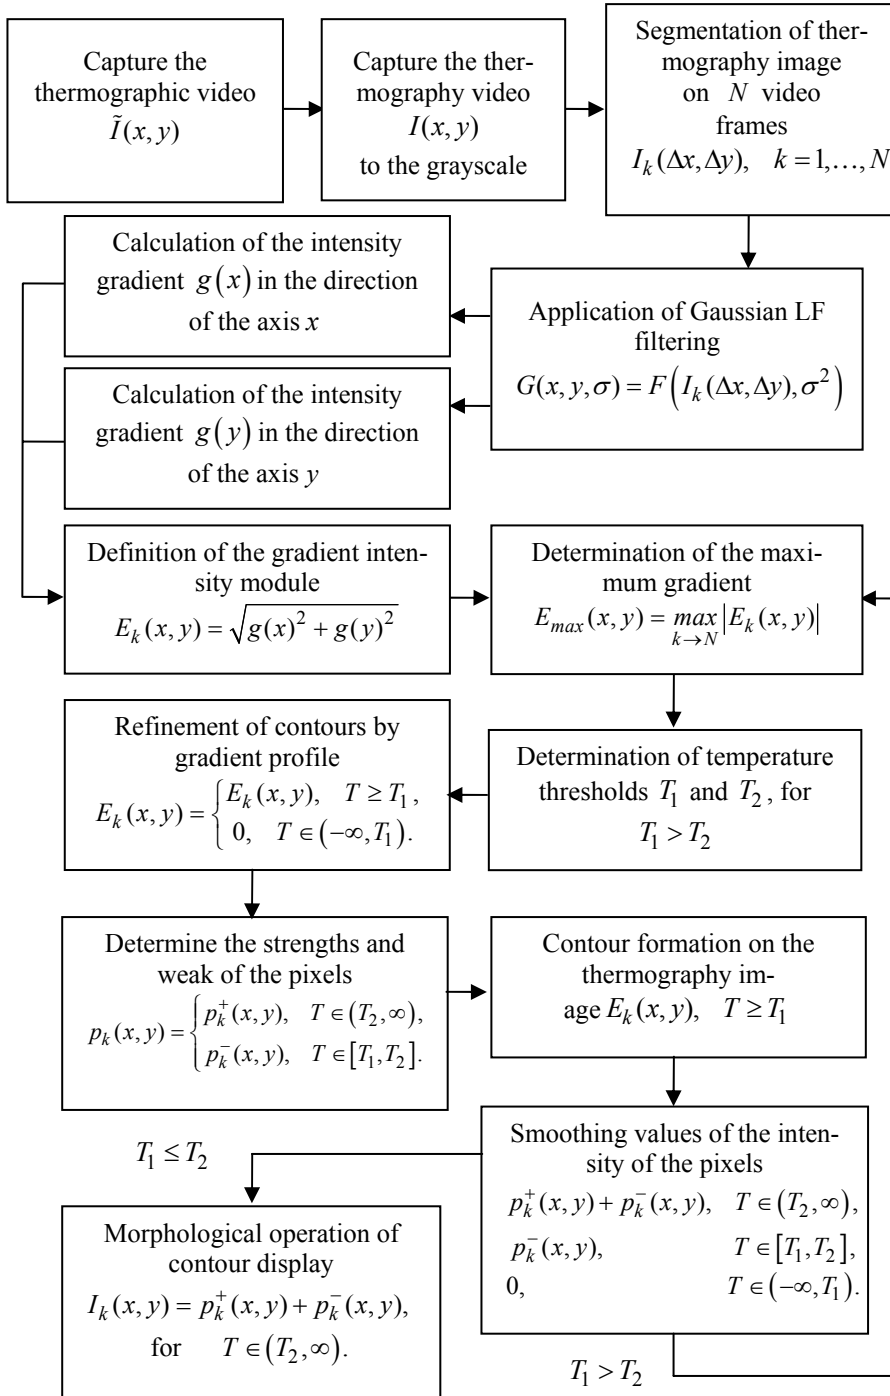 Capture the
thermographic video
Ĩ(x, y)
Capture the ther-
mography video
I(x, y)
to the grayscale
Segmentation of ther-
mography image
on N video
frames
I_k(Δx,Δy), k = 1,…, N
Calculation of the intensity
gradient g(x) in the direction
of the axis x
Application of Gaussian LF
filtering
G(x, y,σ) = F(I_k(Δx,Δy),σ²)
Calculation of the intensity
gradient g(y) in the direction
of the axis y
Definition of the gradient inten-
sity module
E_k(x, y) = √(g(x)² + g(y)²)
Determination of the maxi-
mum gradient
E_max(x, y) = max_{k→N}|E_k(x, y)|
Determination of temperature
thresholds T₁ and T₂, for
T₁ > T₂
Refinement of contours by
gradient profile
E_k(x, y) = { E_k(x, y), T ≥ T₁,
0, T ∈ (−∞,T₁).
Determine the strengths and
weak of the pixels
p_k(x, y) = { p_k⁺(x, y), T ∈ (T₂,∞),
p_k⁻(x, y), T ∈ [T₁,T₂].
Contour formation on the
thermography im-
age E_k(x, y), T ≥ T₁
Smoothing values of the inten-
sity of the pixels
p_k⁺(x, y) + p_k⁻(x, y), T ∈ (T₂,∞),
p_k⁻(x, y), T ∈ [T₁,T₂],
0, T ∈ (−∞,T₁).
T₁ ≤ T₂
Morphological operation of
contour display
I_k(x, y) = p_k⁺(x, y) + p_k⁻(x, y),
for T ∈ (T₂,∞).
T₁ > T₂